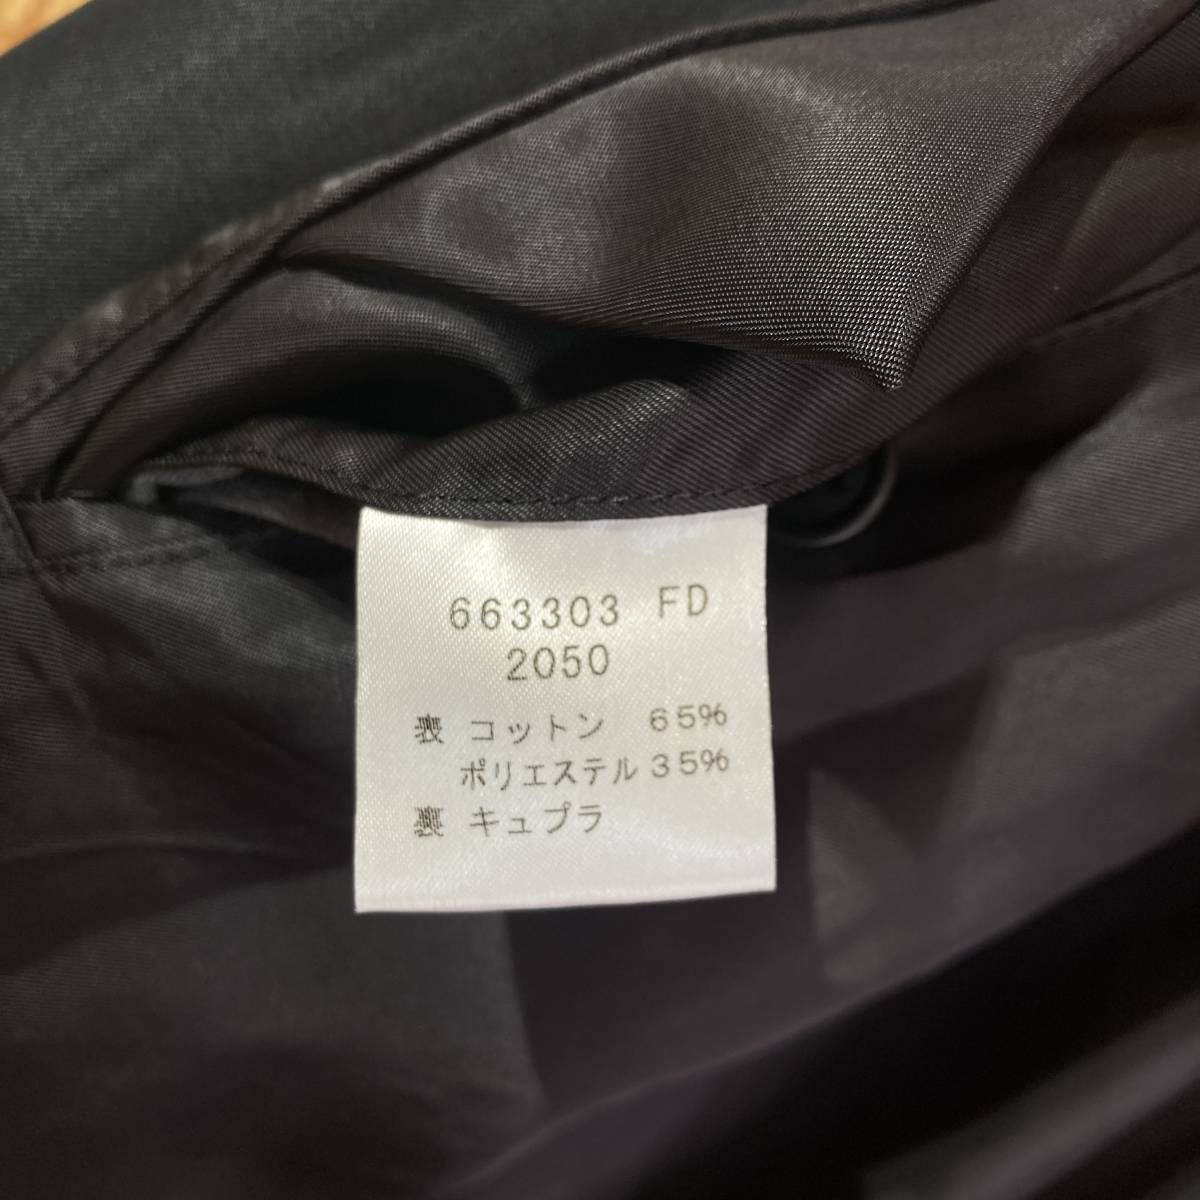 663303 FD
2050
表 コットン 65%
ポリエステル 35%
裏 キュプラ